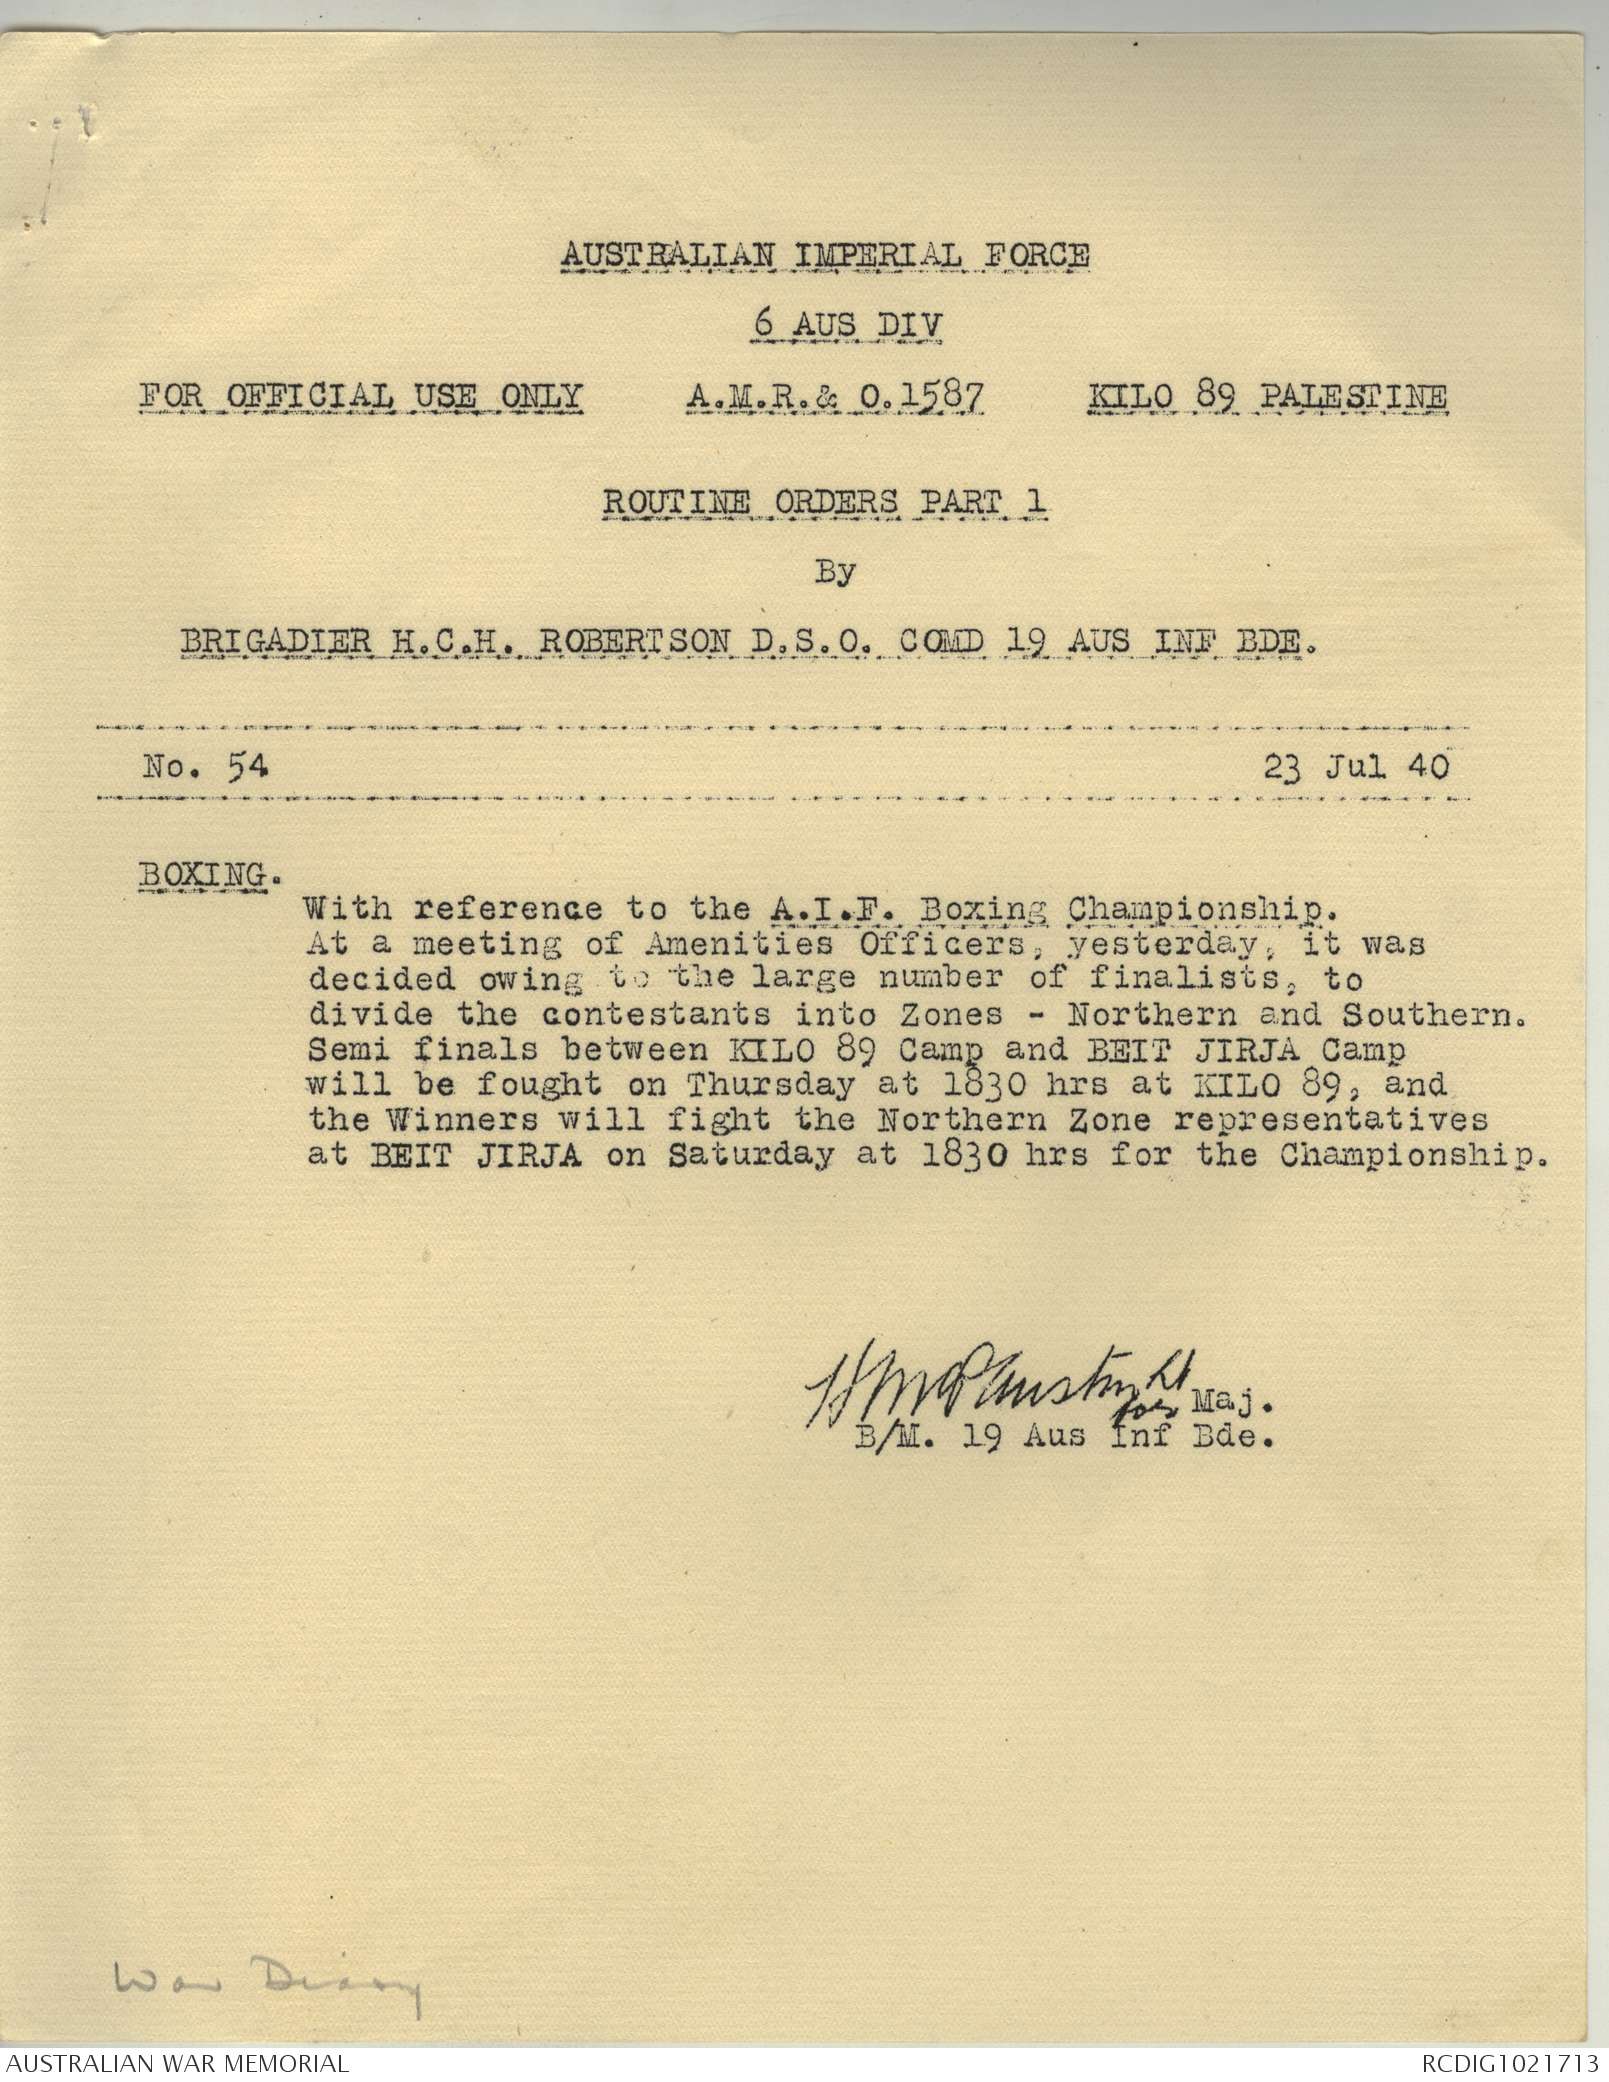 AUSTRALIAN IMPERIAL FORCE
6 AUS DIV
FOR OFFICIAL USE ONLY A.M.R.& O.1587 KILO 89 PALESTINE
ROUTINE ORDERS PART 1
By
BRIGADIER H.C.H. ROBERTSON D.S.O. COMD 19 AUS INF BDE.
No. 54 23 Jul 40
BOXING.
With reference to the A.I.F. Boxing Championship.
At a meeting of Amenities Officers, yesterday, it was
decided owing to the large number of finalists, to
divide the contestants into Zones - Northern and Southern.
Semi finals between KILO 89 Camp and BEIT JIRJA Camp
will be fought on Thursday at 1830 hrs at KILO 89, and
the Winners will fight the Northern Zone representatives
at BEIT JIRJA on Saturday at 1830 hrs for the Championship.
Lt
for Maj.
B/M. 19 Aus Inf Bde.
War Diary
AUSTRALIAN WAR MEMORIAL RCDIG1021713